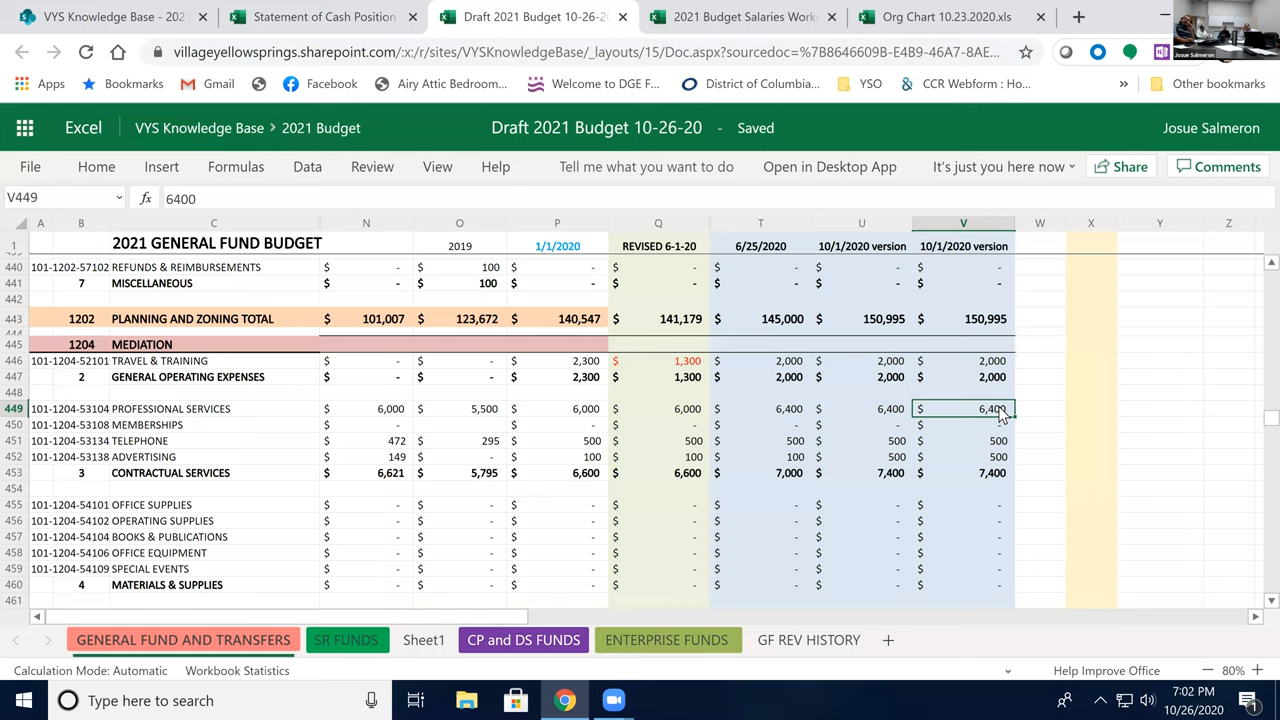 VYS Knowledge Base - 2021 Statement of Cash Position Draft 2021 Budget 10-26-20 2021 Budget Salaries Work Org Chart 10.23.2020.xls
villageyellowsprings.sharepoint.com/:x:/r/sites/VYSKnowledgeBase/_layouts/15/Doc.aspx?sourcedoc=%7B8646609B-E4B9-46A7-8AE...
Josue Salmeron
Apps Bookmarks Gmail Facebook Airy Attic Bedroom... Welcome to DGE F... District of Columbia... YSO CCR Webform : Ho... » Other bookmarks
Excel VYS Knowledge Base > 2021 Budget Draft 2021 Budget 10-26-20 - Saved Josue Salmeron
File Home Insert Formulas Data Review View Help Tell me what you want to do Open in Desktop App It's just you here now Share Comments
V449 fx 6400
A B C N O P Q T U V W X Y Z
1 2021 GENERAL FUND BUDGET 2019 1/1/2020 REVISED 6-1-20 6/25/2020 10/1/2020 version 10/1/2020 version
440 101-1202-57102 REFUNDS & REIMBURSEMENTS $ - $ 100 $ - $ - $ - $ - $ -
441 7 MISCELLANEOUS $ - $ 100 $ - $ - $ - $ - $ -
442
443 1202 PLANNING AND ZONING TOTAL $ 101,007 $ 123,672 $ 140,547 $ 141,179 $ 145,000 $ 150,995 $ 150,995
444
445 1204 MEDIATION
446 101-1204-52101 TRAVEL & TRAINING $ - $ - $ 2,300 $ 1,300 $ 2,000 $ 2,000 $ 2,000
447 2 GENERAL OPERATING EXPENSES $ - $ - $ 2,300 $ 1,300 $ 2,000 $ 2,000 $ 2,000
448
449 101-1204-53104 PROFESSIONAL SERVICES $ 6,000 $ 5,500 $ 6,000 $ 6,000 $ 6,400 $ 6,400 $ 6,400
450 101-1204-53108 MEMBERSHIPS $ - $ - $ - $ - $ - $ - $ -
451 101-1204-53134 TELEPHONE $ 472 $ 295 $ 500 $ 500 $ 500 $ 500 $ 500
452 101-1204-53138 ADVERTISING $ 149 $ - $ 100 $ 100 $ 100 $ 500 $ 500
453 3 CONTRACTUAL SERVICES $ 6,621 $ 5,795 $ 6,600 $ 6,600 $ 7,000 $ 7,400 $ 7,400
454
455 101-1204-54101 OFFICE SUPPLIES $ - $ - $ - $ - $ - $ - $ -
456 101-1204-54102 OPERATING SUPPLIES $ - $ - $ - $ - $ - $ - $ -
457 101-1204-54104 BOOKS & PUBLICATIONS $ - $ - $ - $ - $ - $ - $ -
458 101-1204-54106 OFFICE EQUIPMENT $ - $ - $ - $ - $ - $ - $ -
459 101-1204-54109 SPECIAL EVENTS $ - $ - $ - $ - $ - $ - $ -
460 4 MATERIALS & SUPPLIES $ - $ - $ - $ - $ - $ - $ -
461
GENERAL FUND AND TRANSFERS SR FUNDS Sheet1 CP and DS FUNDS ENTERPRISE FUNDS GF REV HISTORY
Calculation Mode: Automatic Workbook Statistics Help Improve Office 80%
Type here to search 7:02 PM
10/26/2020 1